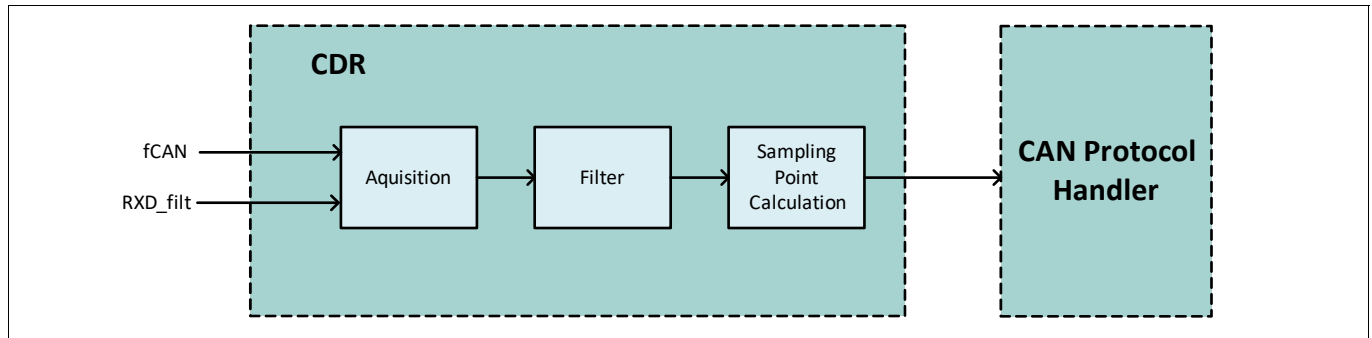 CDR
fCAN
RXD_filt
Aquisition
Filter
Sampling
Point
Calculation
CAN Protocol
Handler